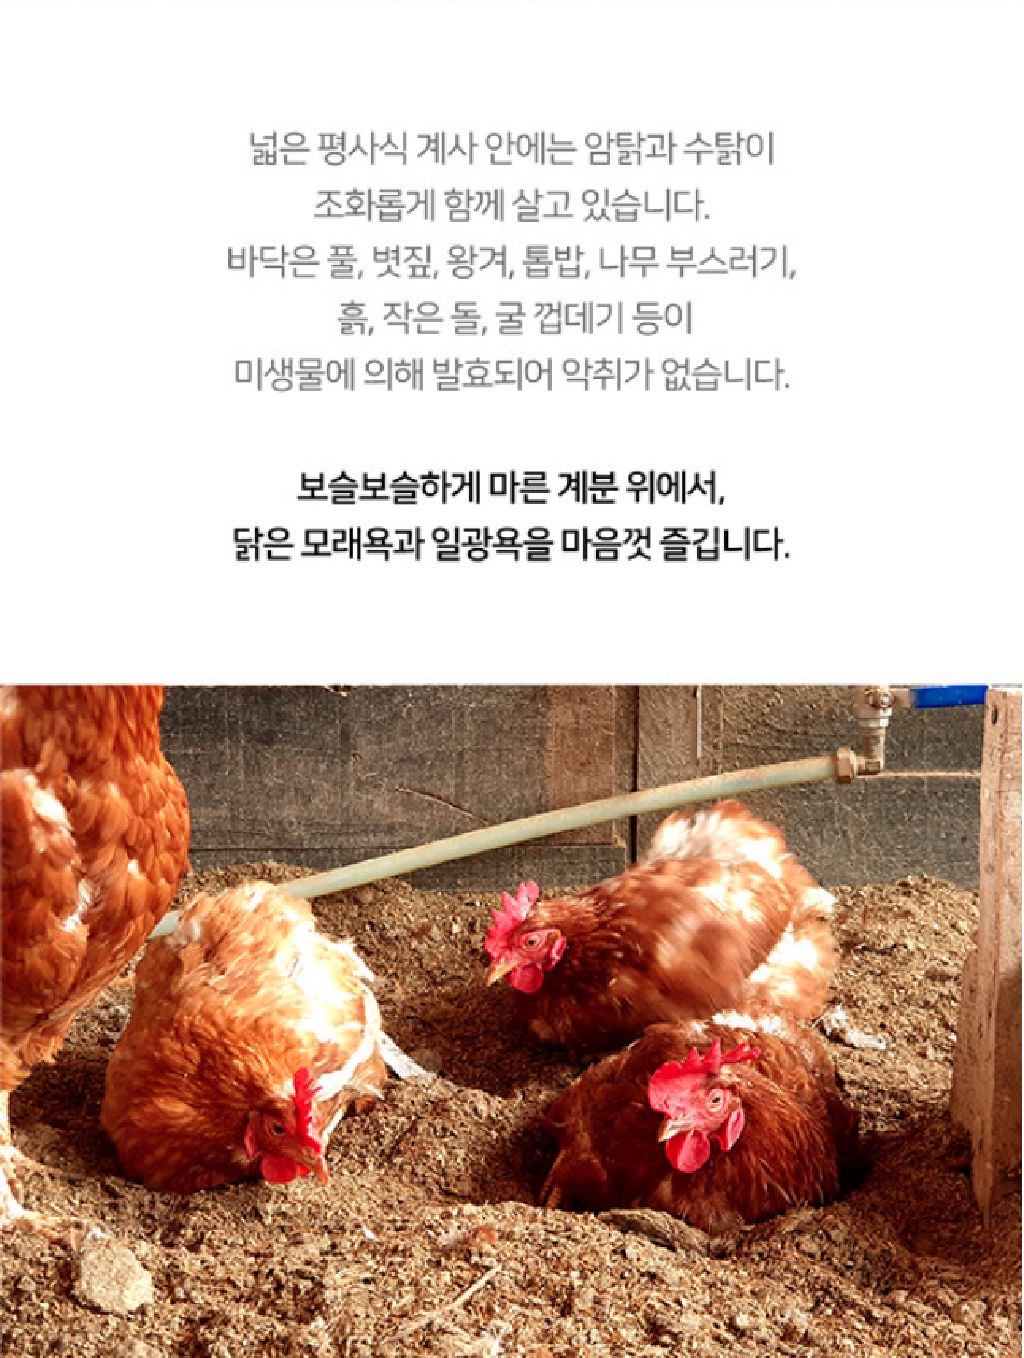 넓은 평사식 계사 안에는 암탉과 수탉이
조화롭게 함께 살고 있습니다.
바닥은 풀, 볏짚, 왕겨, 톱밥, 나무 부스러기,
흙, 작은 돌, 굴 껍데기 등이
미생물에 의해 발효되어 악취가 없습니다.
보슬보슬하게 마른 계분 위에서,
닭은 모래욕과 일광욕을 마음껏 즐깁니다.